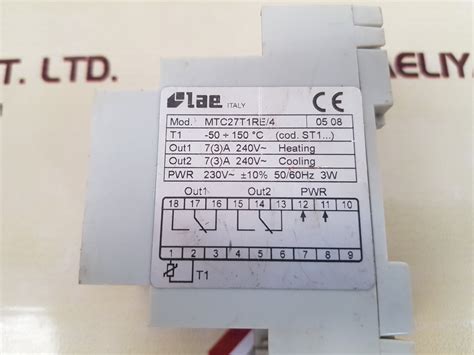 T. LTD.
AELIY
lae ITALY CE
Mod. MTC27T1RE/4 05 08
T1 -50 ÷ 150 °C (cod. ST1...)
Out1 7(3)A 240V~ Heating
Out2 7(3)A 240V~ Cooling
PWR 230V~ ±10% 50/60Hz 3W
Out1 Out2 PWR
18 17 16 15 14 13 12 11 10
1 2 3 4 5 6 7 8 9
T1